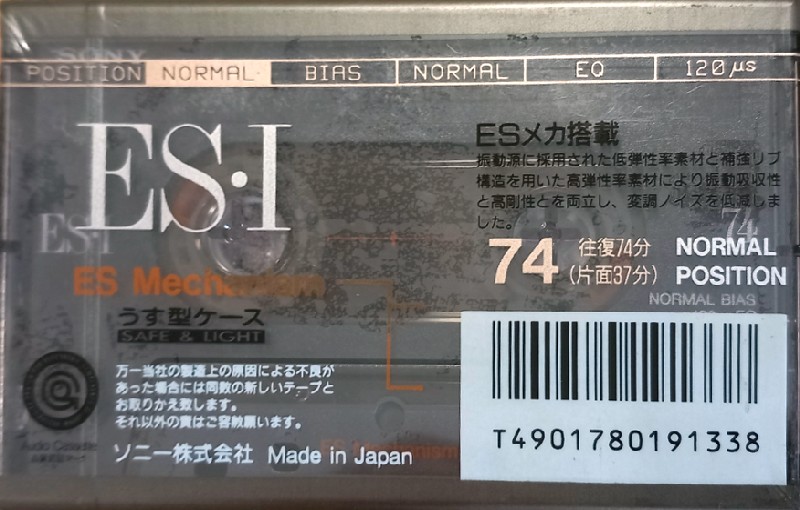 SONY
POSITION NORMAL BIAS NORMAL EQ 120 µs
ES·I
ESメカ搭載
振動源に採用された低弾性率素材と補強リブ
構造を用いた高弾性率素材により振動吸収性
と高剛性とを両立し、変調ノイズを低減しま
した。
74
ES·I
74 往復74分 (片面37分) NORMAL POSITION
NORMAL BIAS
ES Mechanism
うす型ケース
SAFE & LIGHT
万一当社の製造上の原因による不良が
あった場合には同数の新しいテープと
お取りかえ致します。
それ以外の責はご容赦願います。
Audio Cassette
ES Mechanism
ソニー株式会社 Made in Japan
T4901780191338